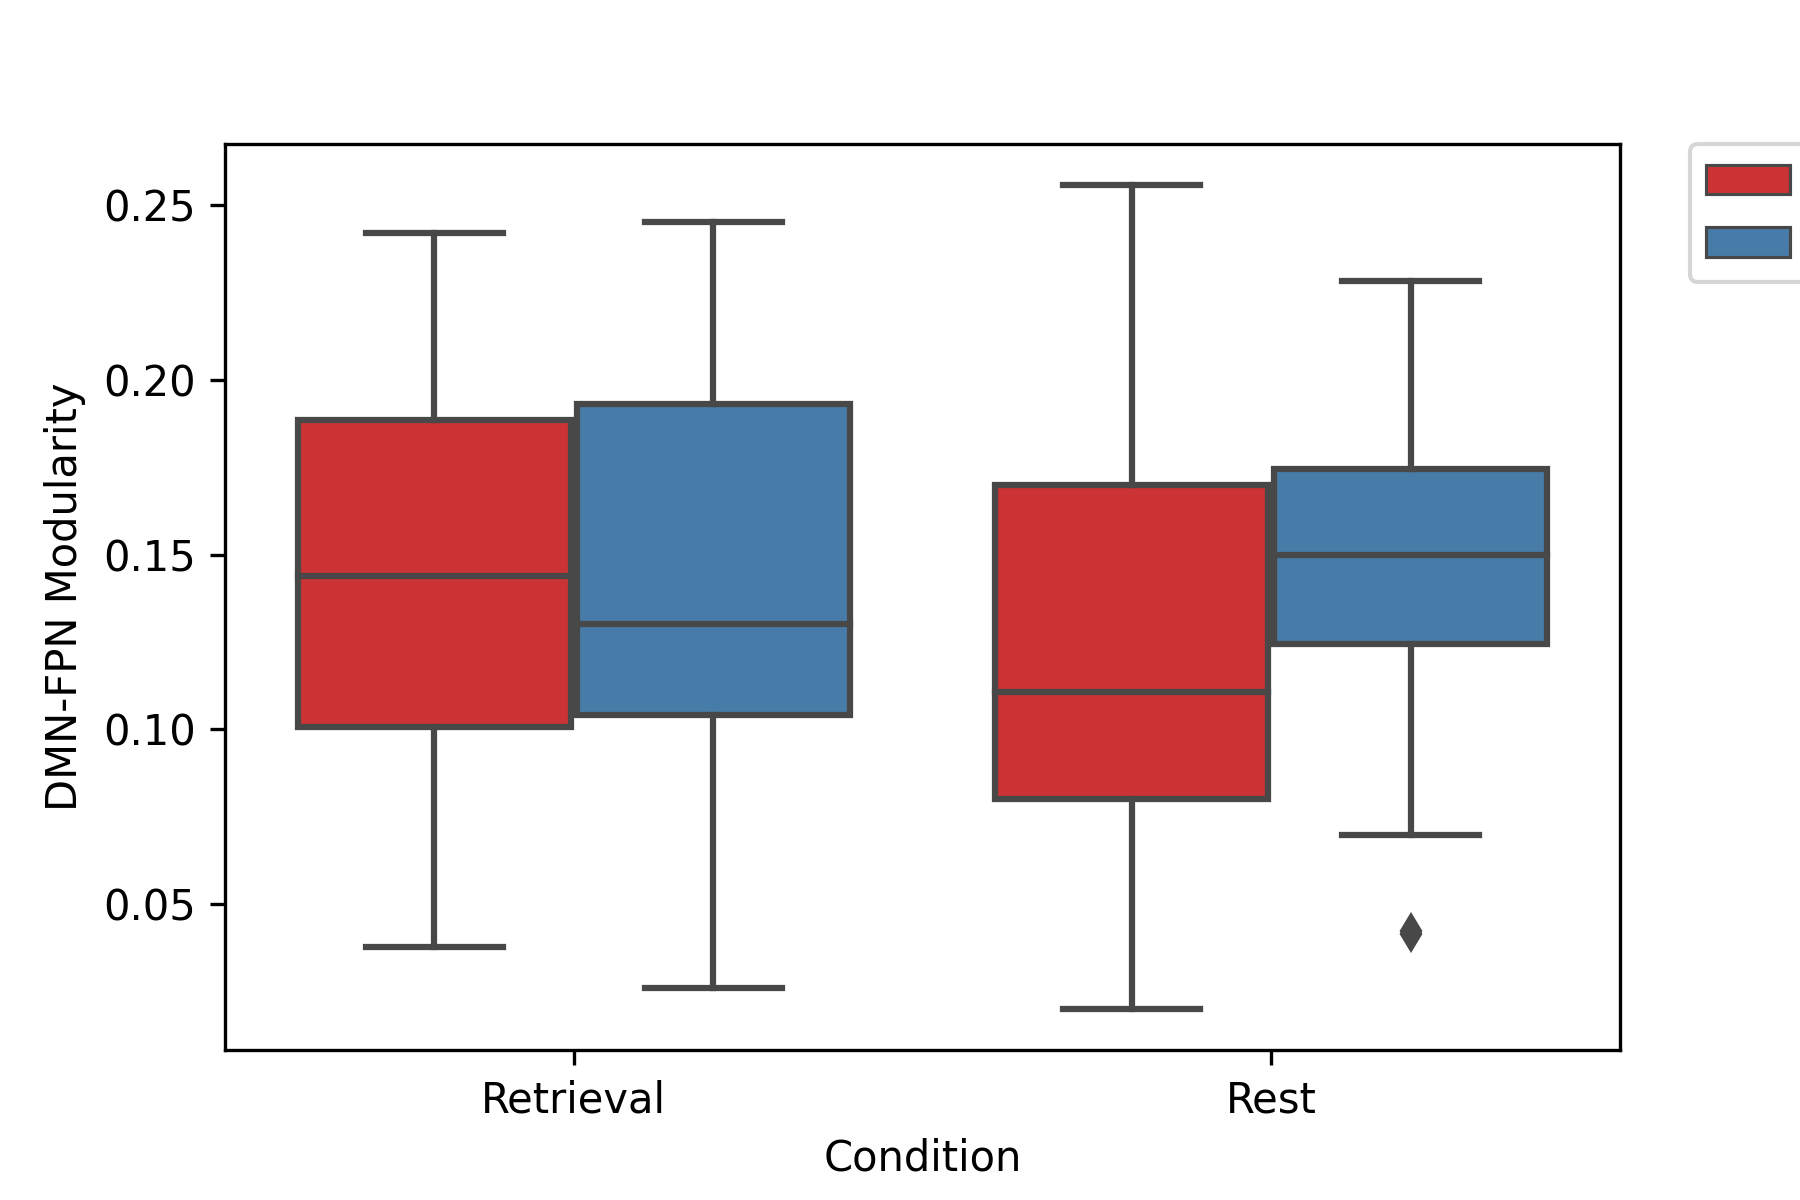 0.25
0.20
0.15
0.10
0.05
DMN-FPN Modularity
Retrieval
Rest
Condition